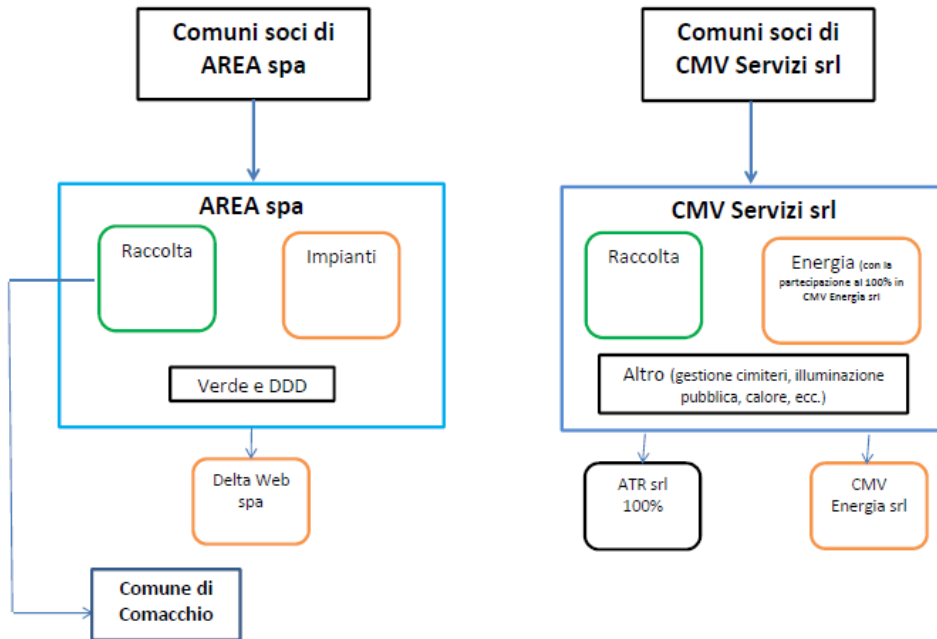 Comuni soci di
AREA spa
Comuni soci di
CMV Servizi srl
AREA spa
Raccolta
Impianti
Verde e DDD
Delta Web
spa
Comune di
Comacchio
CMV Servizi srl
Raccolta
Energia (con la
partecipazione al 100% in
CMV Energia srl
Altro (gestione cimiteri, illuminazione
pubblica, calore, ecc.)
ATR srl
100%
CMV
Energia srl